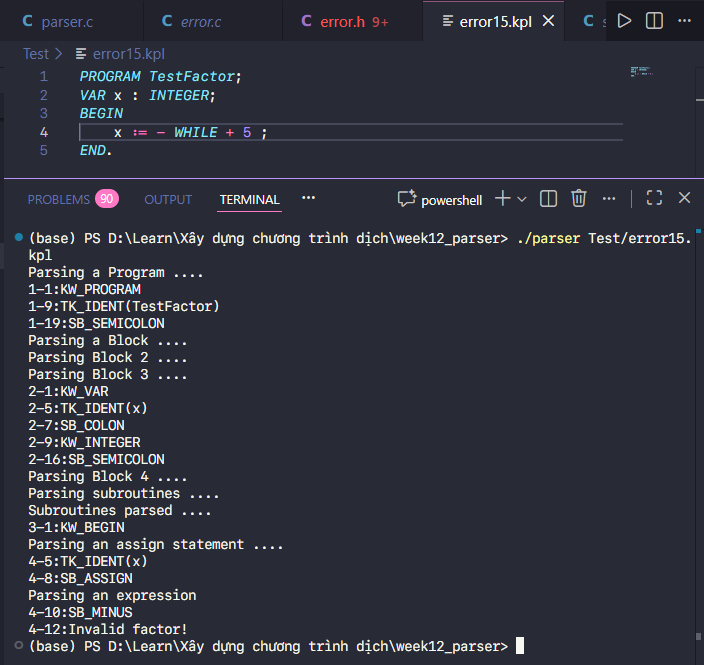 parser.c
error.c
error.h 9+
error15.kpl
Test > error15.kpl
1 PROGRAM TestFactor;
2 VAR x : INTEGER;
3 BEGIN
4 x := - WHILE + 5 ;
5 END.
PROBLEMS 90 OUTPUT TERMINAL ... powershell
(base) PS D:\Learn\Xây dựng chương trình dịch\week12_parser> ./parser Test/error15.
kpl
Parsing a Program ....
1-1:KW_PROGRAM
1-9:TK_IDENT(TestFactor)
1-19:SB_SEMICOLON
Parsing a Block ....
Parsing Block 2 ....
Parsing Block 3 ....
2-1:KW_VAR
2-5:TK_IDENT(x)
2-7:SB_COLON
2-9:KW_INTEGER
2-16:SB_SEMICOLON
Parsing Block 4 ....
Parsing subroutines ....
Subroutines parsed ....
3-1:KW_BEGIN
Parsing an assign statement ....
4-5:TK_IDENT(x)
4-8:SB_ASSIGN
Parsing an expression
4-10:SB_MINUS
4-12:Invalid factor!
(base) PS D:\Learn\Xây dựng chương trình dịch\week12_parser>